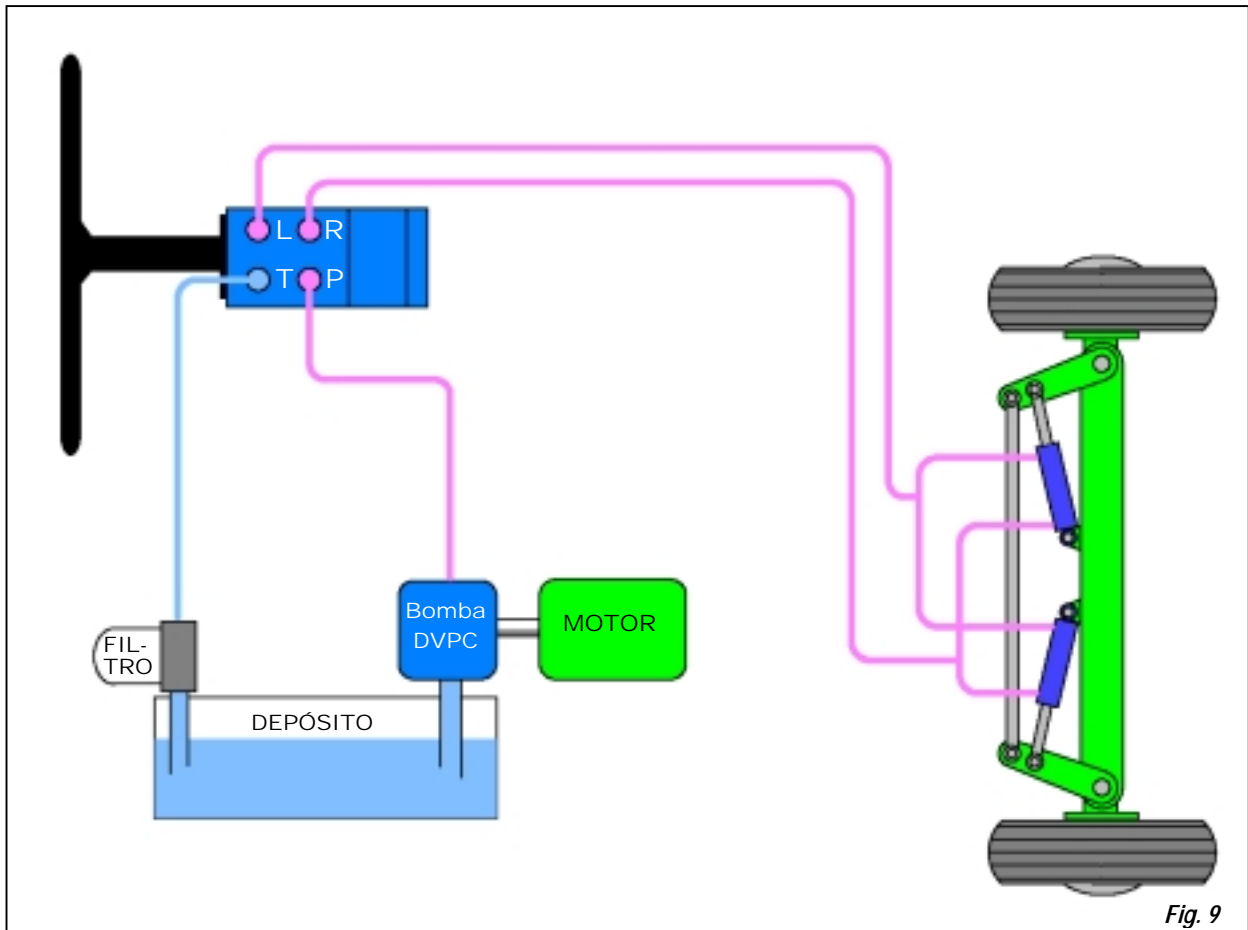 L R
T P
Bomba
DVPC
MOTOR
FIL-
TRO
DEPÓSITO
Fig. 9